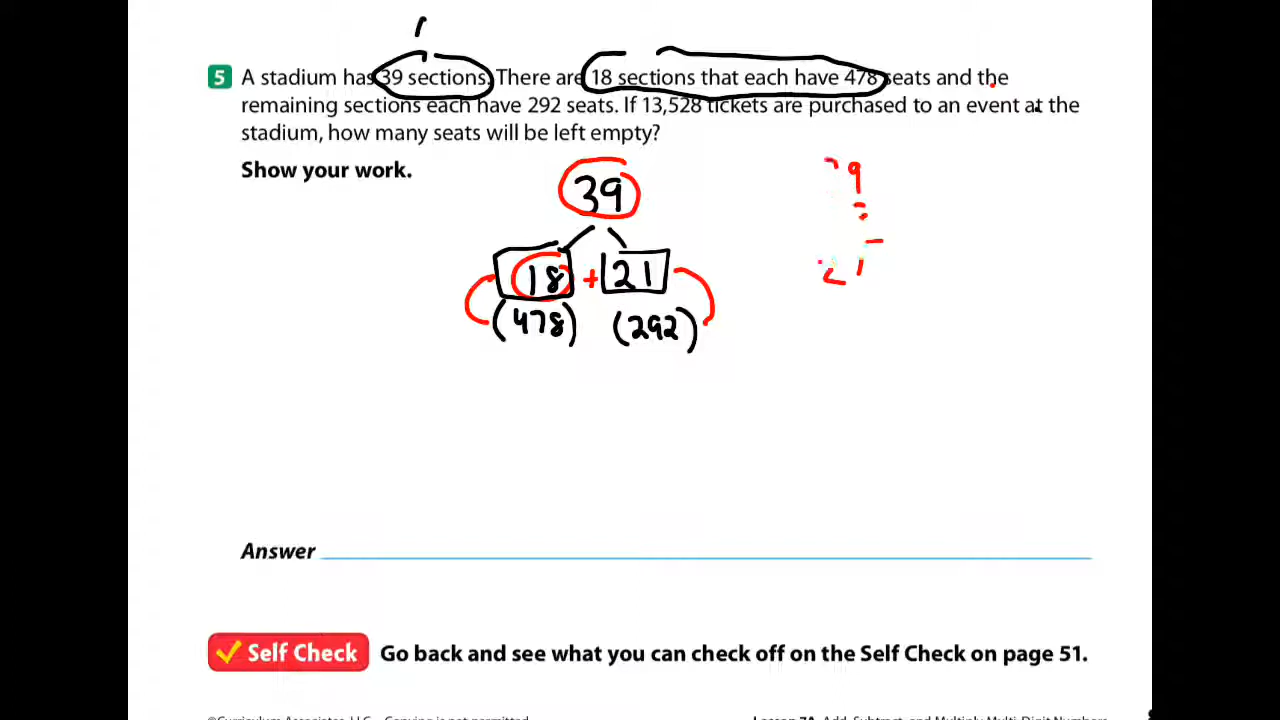 5 A stadium has 39 sections. There are 18 sections that each have 478 seats and the
remaining sections each have 292 seats. If 13,528 tickets are purchased to an event at the
stadium, how many seats will be left empty?
Show your work.
39
18 + 21
(478) (292)
9
21
Answer
Self Check Go back and see what you can check off on the Self Check on page 51.